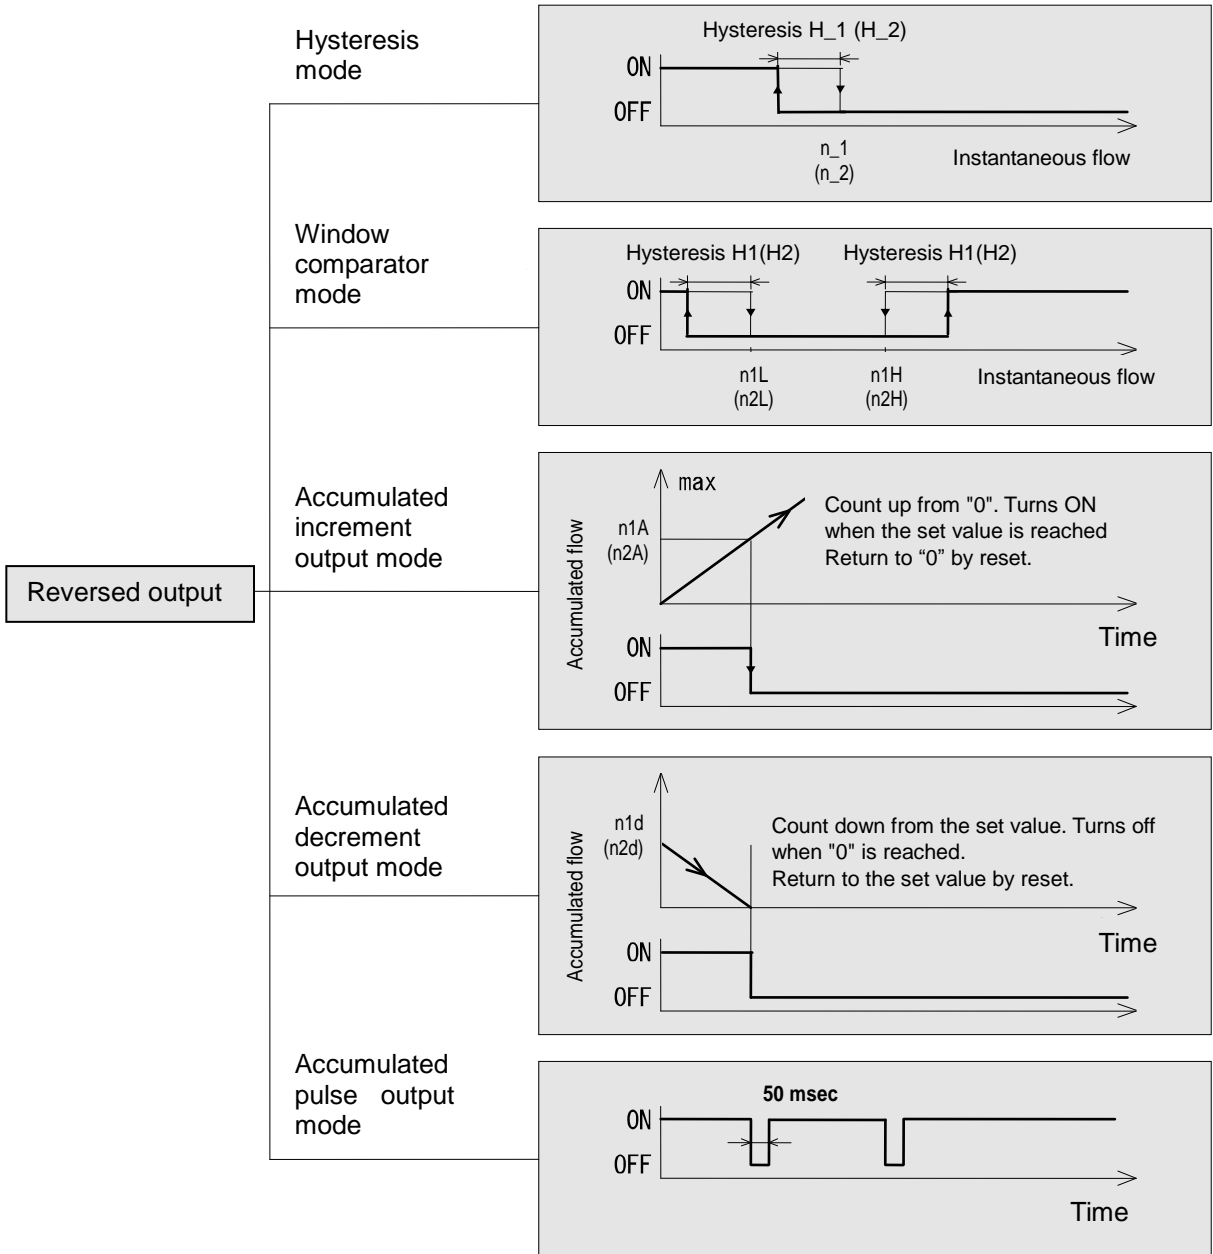 Reversed output
Hysteresis
mode
Hysteresis H_1 (H_2)
ON
OFF
n_1
(n_2)
Instantaneous flow
Window
comparator
mode
Hysteresis H1(H2)
Hysteresis H1(H2)
ON
OFF
n1L
(n2L)
n1H
(n2H)
Instantaneous flow
Accumulated
increment
output mode
Accumulated flow
max
n1A
(n2A)
Count up from "0". Turns ON
when the set value is reached
Return to “0” by reset.
Time
ON
OFF
Accumulated
decrement
output mode
Accumulated flow
n1d
(n2d)
Count down from the set value. Turns off
when "0" is reached.
Return to the set value by reset.
Time
ON
OFF
Accumulated
pulse output
mode
50 msec
ON
OFF
Time